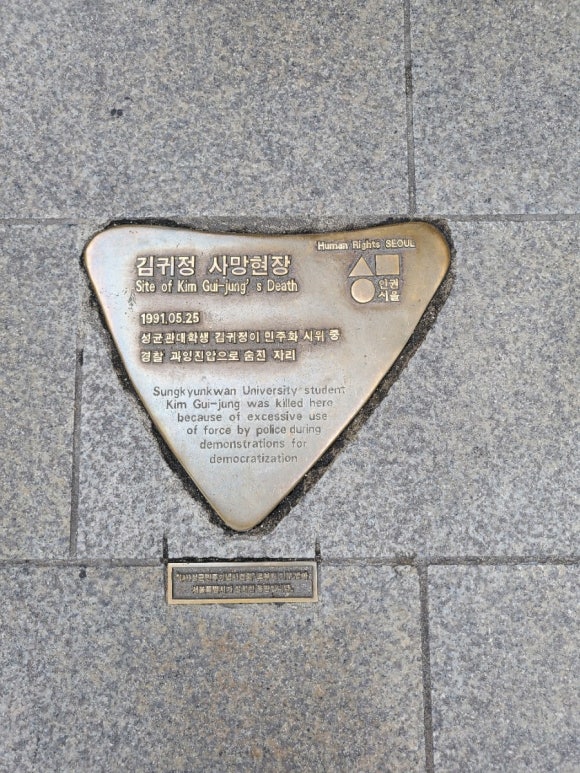 Human Rights SEOUL
인권
서울
김귀정 사망현장
Site of Kim Gui-jung's Death
1991.05.25
성균관대학생 김귀정이 민주화 시위 중
경찰 과잉진압으로 숨진 자리
Sungkyunkwan University student
Kim Gui-jung was killed here
because of excessive use
of force by police during
demonstrations for
democratization